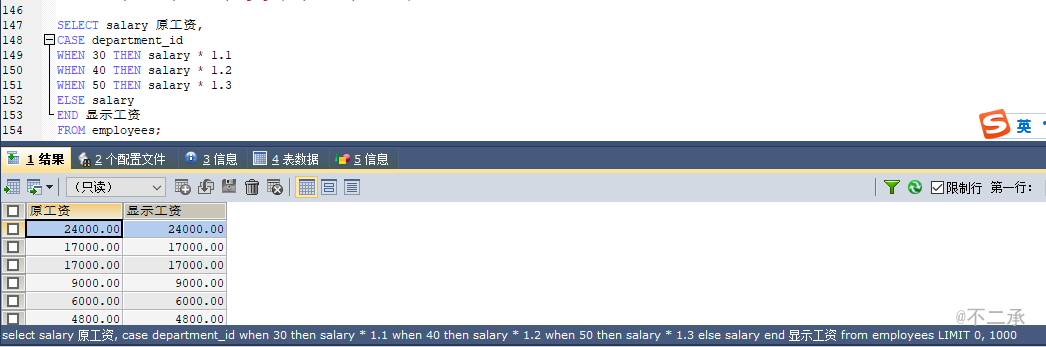 146
147 SELECT salary 原工资,
148 CASE department_id
149 WHEN 30 THEN salary * 1.1
150 WHEN 40 THEN salary * 1.2
151 WHEN 50 THEN salary * 1.3
152 ELSE salary
153 END 显示工资
154 FROM employees;
英
1 结果 2 个配置文件 3 信息 4 表数据 5 信息
（只读） 限制行 第一行:
原工资 显示工资
24000.00 24000.00
17000.00 17000.00
17000.00 17000.00
9000.00 9000.00
6000.00 6000.00
4800.00 4800.00
@不二承
select salary 原工资, case department_id when 30 then salary * 1.1 when 40 then salary * 1.2 when 50 then salary * 1.3 else salary end 显示工资 from employees LIMIT 0, 1000